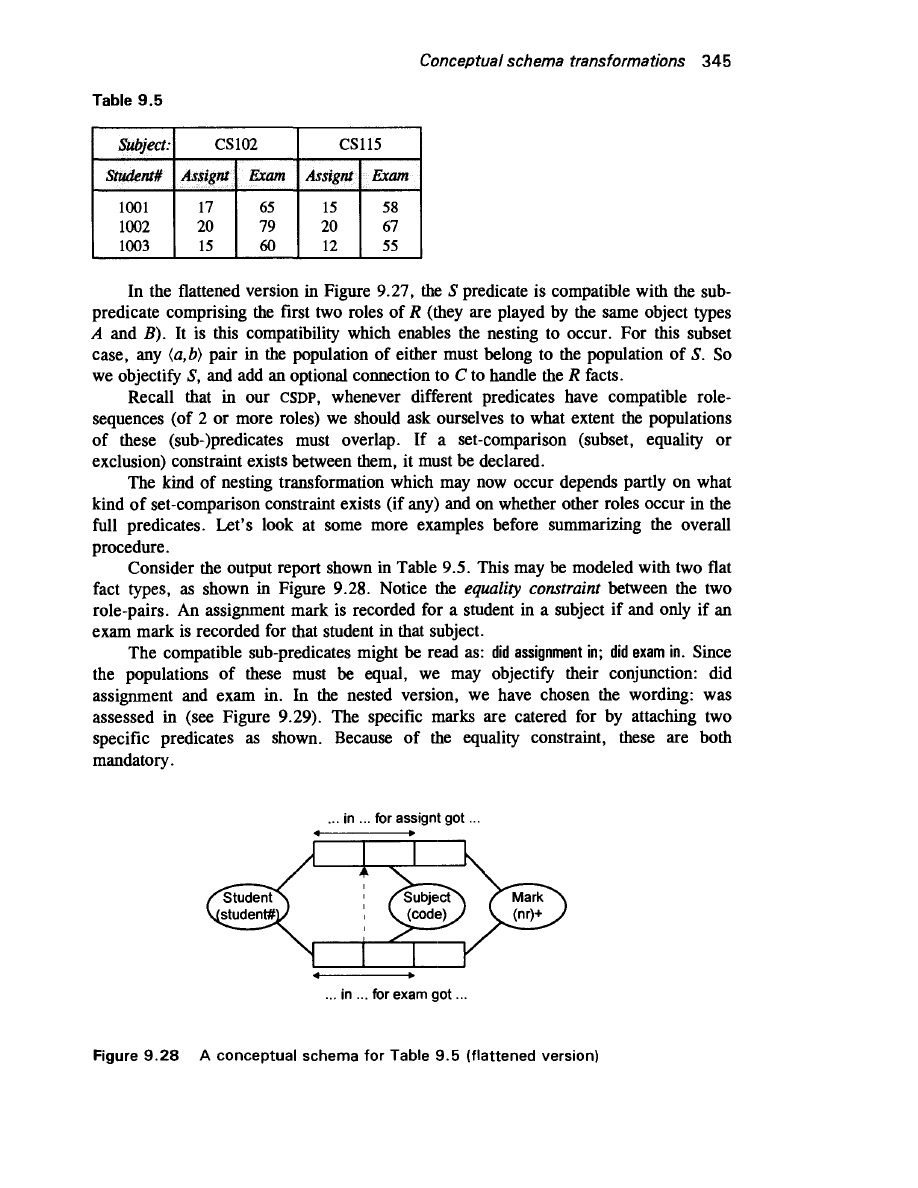 Conceptual schema transformations 345
Table 9.5
Subject: CS102 CS115
Student# Assignt Exam Assignt Exam
1001 17 65 15 58
1002 20 79 20 67
1003 15 60 12 55
In the flattened version in Figure 9.27, the S predicate is compatible with the sub-
predicate comprising the first two roles of R (they are played by the same object types
A and B). It is this compatibility which enables the nesting to occur. For this subset
case, any ⟨a,b⟩ pair in the population of either must belong to the population of S. So
we objectify S, and add an optional connection to C to handle the R facts.
Recall that in our CSDP, whenever different predicates have compatible role-
sequences (of 2 or more roles) we should ask ourselves to what extent the populations
of these (sub-)predicates must overlap. If a set-comparison (subset, equality or
exclusion) constraint exists between them, it must be declared.
The kind of nesting transformation which may now occur depends partly on what
kind of set-comparison constraint exists (if any) and on whether other roles occur in the
full predicates. Let's look at some more examples before summarizing the overall
procedure.
Consider the output report shown in Table 9.5. This may be modeled with two flat
fact types, as shown in Figure 9.28. Notice the equality constraint between the two
role-pairs. An assignment mark is recorded for a student in a subject if and only if an
exam mark is recorded for that student in that subject.
The compatible sub-predicates might be read as: did assignment in; did exam in. Since
the populations of these must be equal, we may objectify their conjunction: did
assignment and exam in. In the nested version, we have chosen the wording: was
assessed in (see Figure 9.29). The specific marks are catered for by attaching two
specific predicates as shown. Because of the equality constraint, these are both
mandatory.
... in ... for assignt got ...
Student
(student#)
Subject
(code)
Mark
(nr)+
... in ... for exam got ...
Figure 9.28 A conceptual schema for Table 9.5 (flattened version)